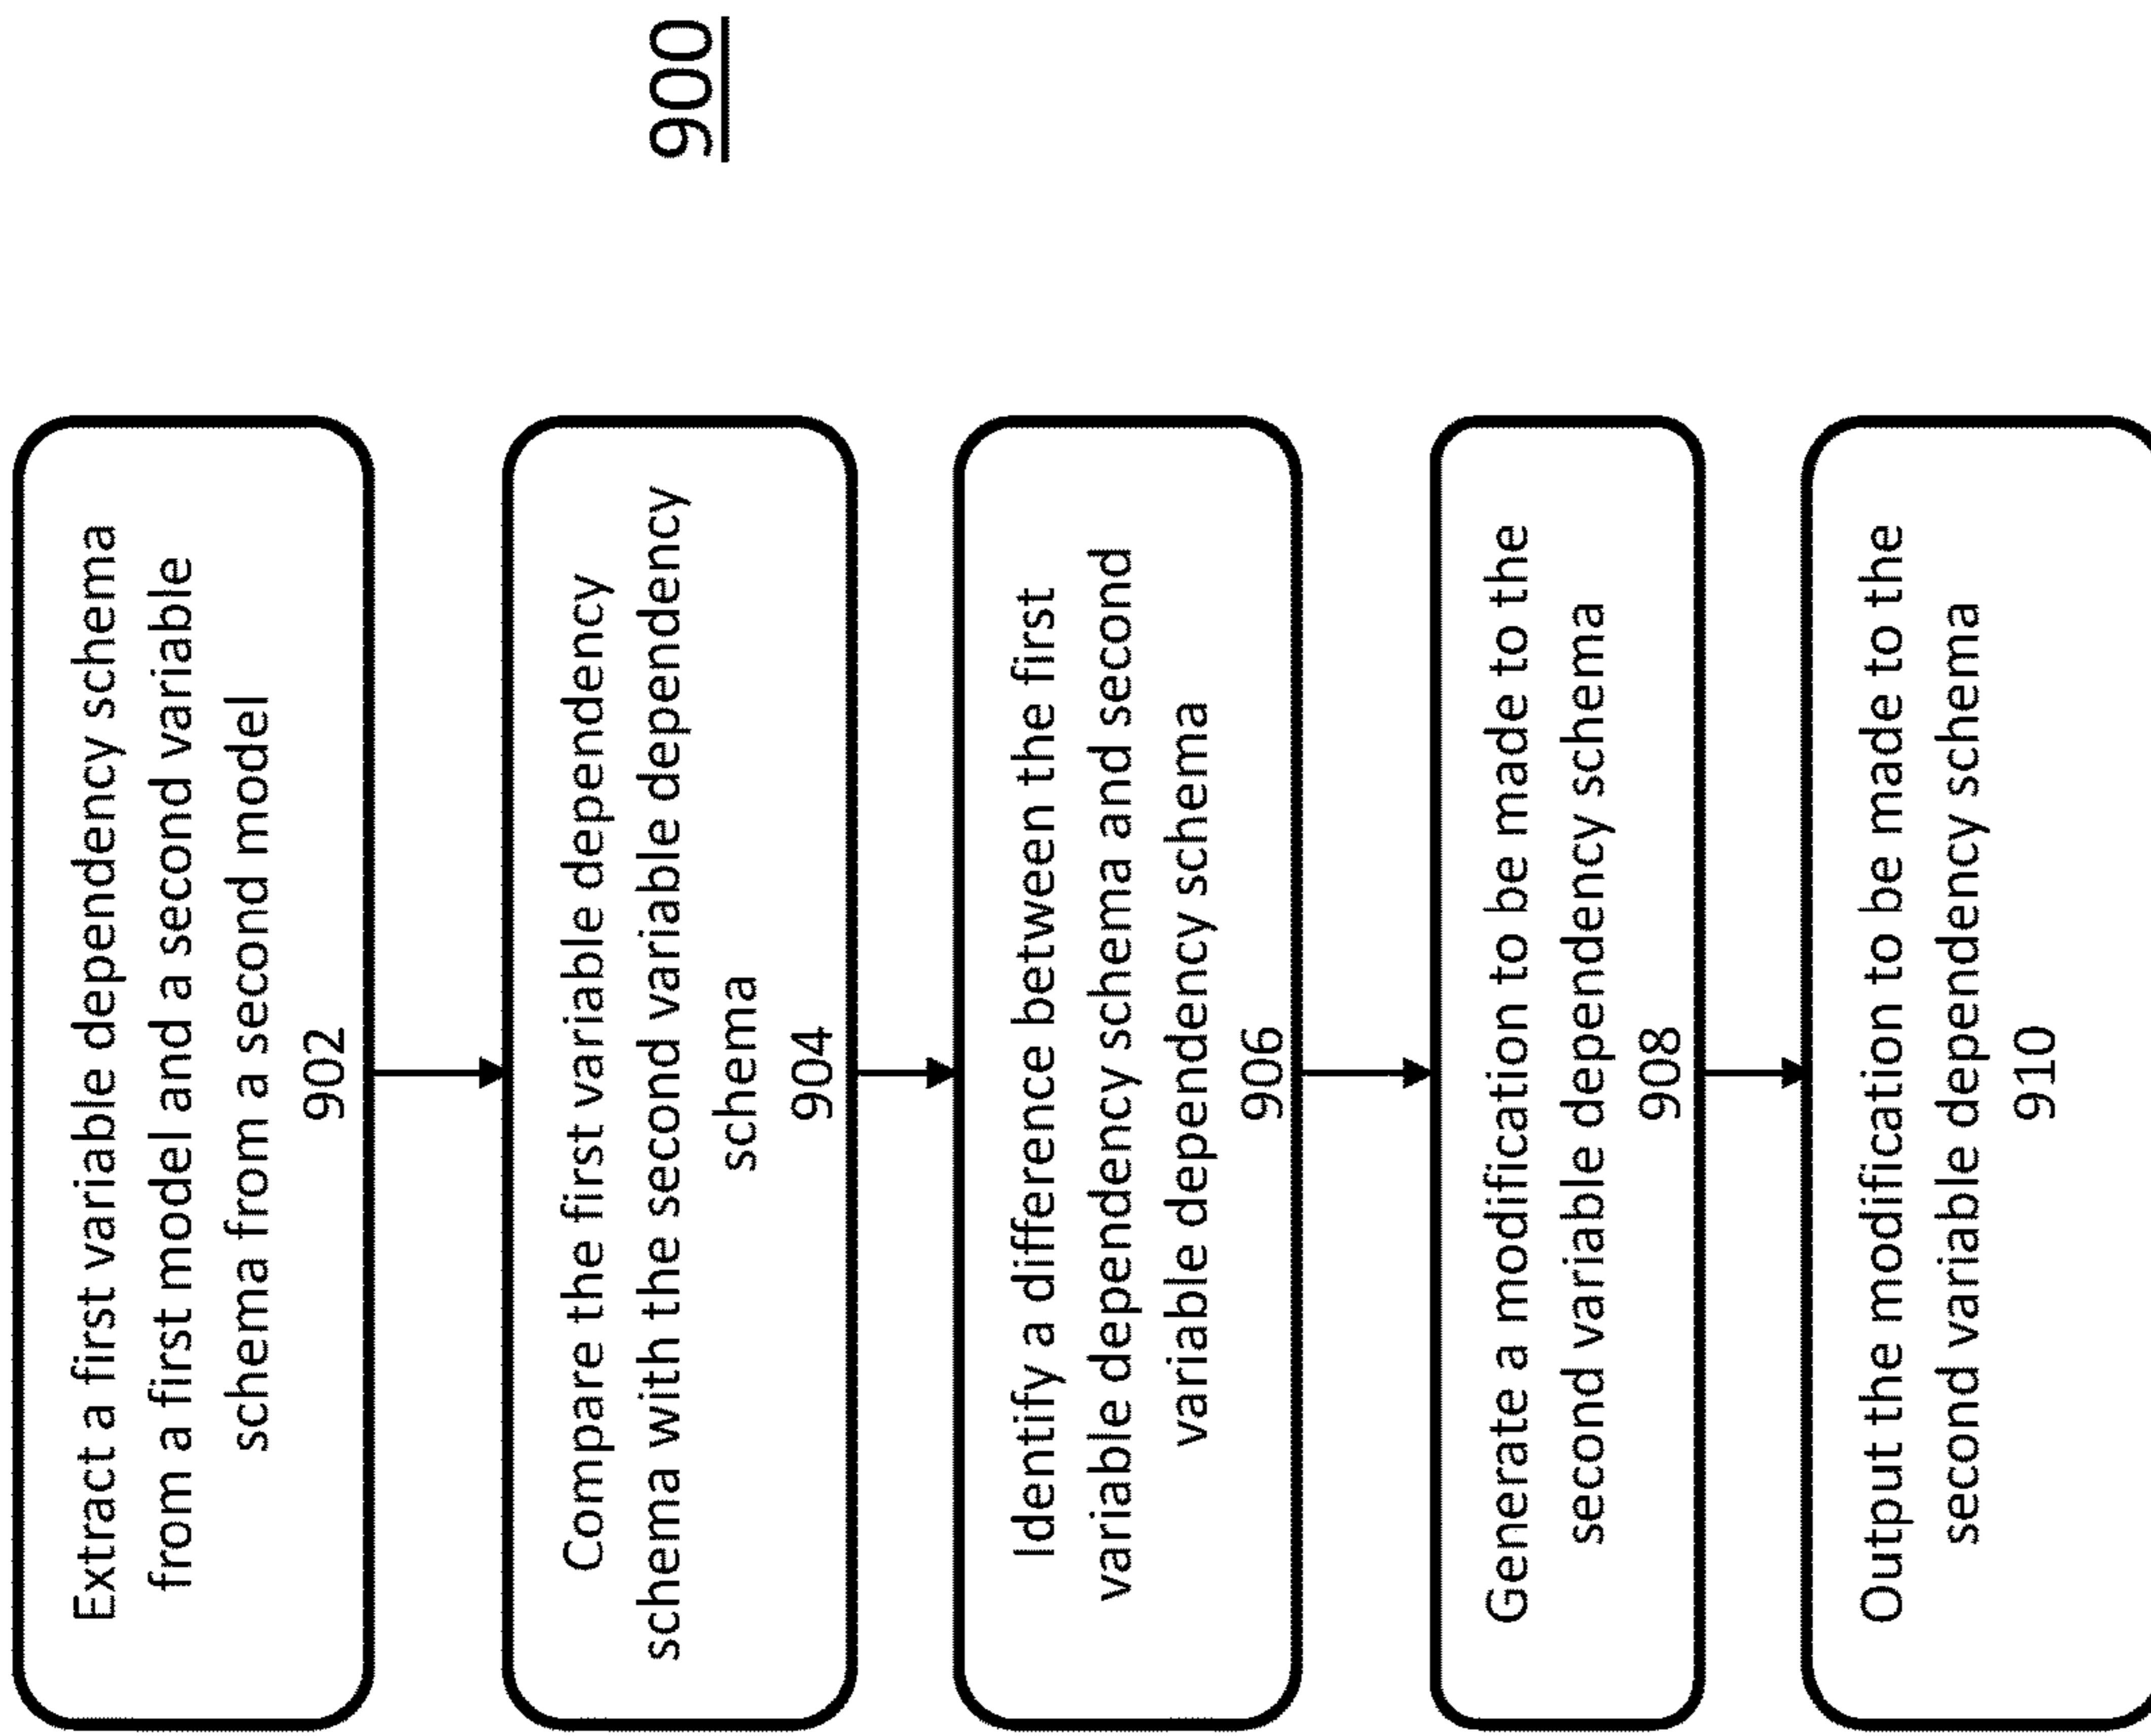 Extract a first variable dependency schema
from a first model and a second variable
schema from a second model
902
Compare the first variable dependency
schema with the second variable dependency
schema
904
Identify a difference between the first
variable dependency schema and second
variable dependency schema
906
Generate a modification to be made to the
second variable dependency schema
908
Output the modification to be made to the
second variable dependency schema
910
900